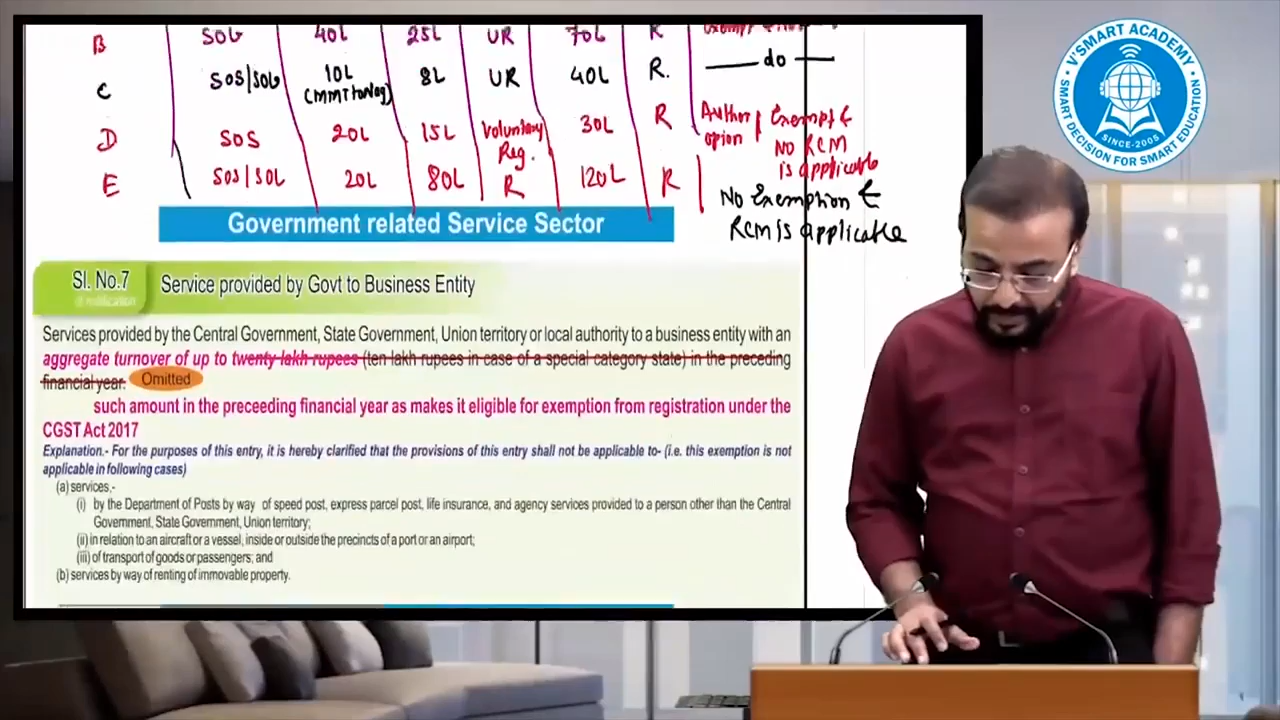 B SOG 40L 25L UR 70L R
C SOS/SOG 10L 8L UR 40L R. do
(MMTT onlog)
D SOS 20L 15L Voluntary Reg. 30L R Author opion / Exempt & No RCM is applicable
E SOS/SOL 20L 80L R 120L R No Exemption & RCM is applicable
Government related Service Sector
Sl. No.7 Service provided by Govt to Business Entity
Services provided by the Central Government, State Government, Union territory or local authority to a business entity with an
aggregate turnover of up to twenty lakh rupees (ten lakh rupees in case of a special category state) in the preceding
financial year. Omitted
such amount in the preceeding financial year as makes it eligible for exemption from registration under the
CGST Act 2017
Explanation.- For the purposes of this entry, it is hereby clarified that the provisions of this entry shall not be applicable to- (i.e. this exemption is not
applicable in following cases)
(a) services,-
(i) by the Department of Posts by way of speed post, express parcel post, life insurance, and agency services provided to a person other than the Central
Government, State Government, Union territory;
(ii) in relation to an aircraft or a vessel, inside or outside the precincts of a port or an airport;
(iii) of transport of goods or passengers; and
(b) services by way of renting of immovable property.
V'SMART ACADEMY
SINCE-2005
SMART DECISION FOR SMART EDUCATION